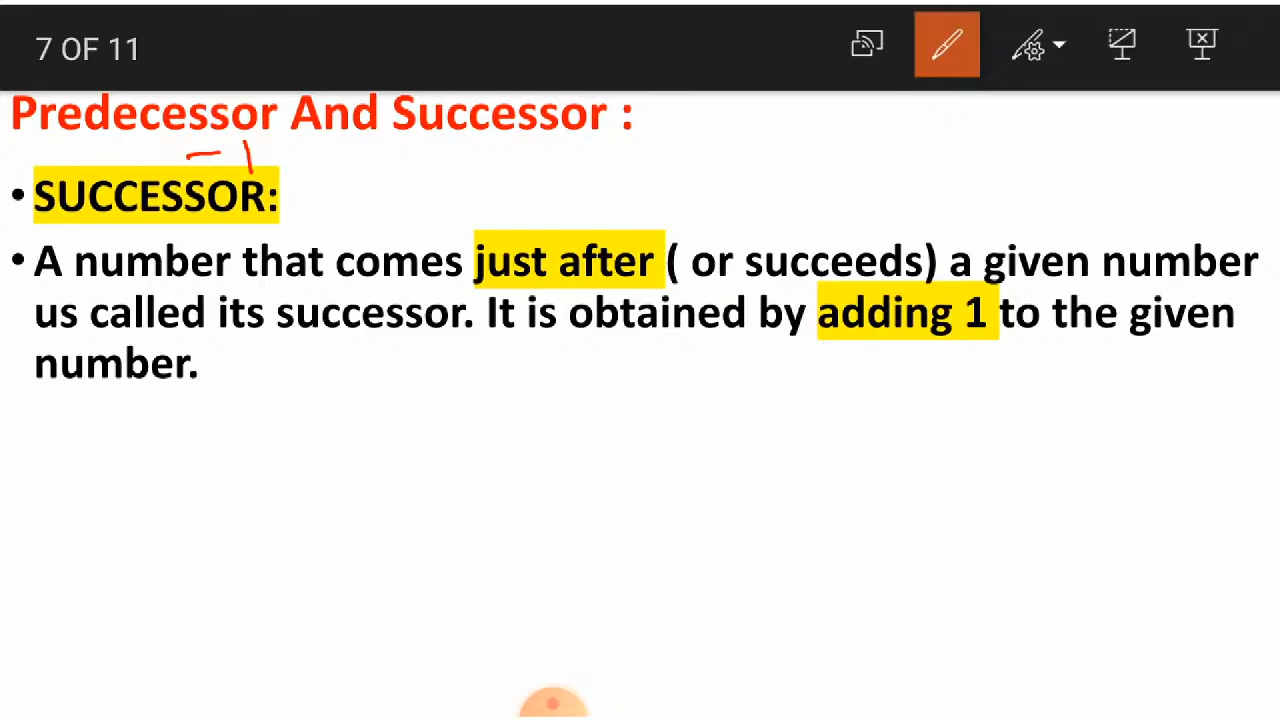 7 OF 11
Predecessor And Successor :
• SUCCESSOR:
• A number that comes just after ( or succeeds) a given number
us called its successor. It is obtained by adding 1 to the given
number.